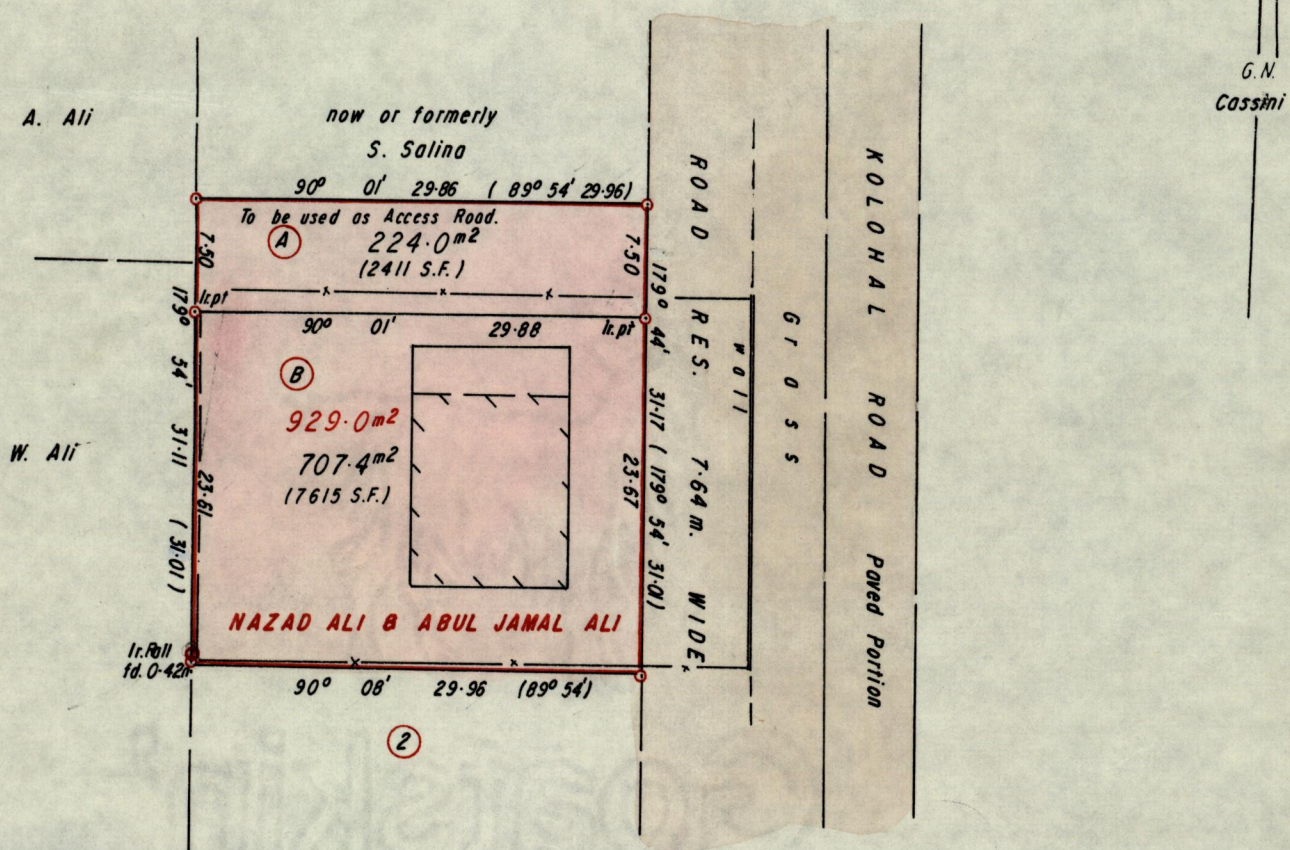 G.N.
Cassini
A. Ali
now or formerly
S. Salina
90° 01' 29·86 ( 89° 54' 29·96)
To be used as Access Road.
A
224·0m2
(2411 S.F.)
7·50
7·50
Ir.pt
90° 01' 29·88
Ir.pt
B
929·0m2
707·4m2
(7615 S.F.)
179° 54' 31·11 ( 31·01 )
23·61
179° 44' 31·17 ( 179° 54' 31·01)
23·67
W. Ali
NAZAD ALI & ABUL JAMAL ALI
Ir.
fd. 0·42
90° 08' 29·96 (89° 54')
2
ROAD RES. 7·64m. WIDE
wall
Grass
KOLOHAL ROAD Paved Portion